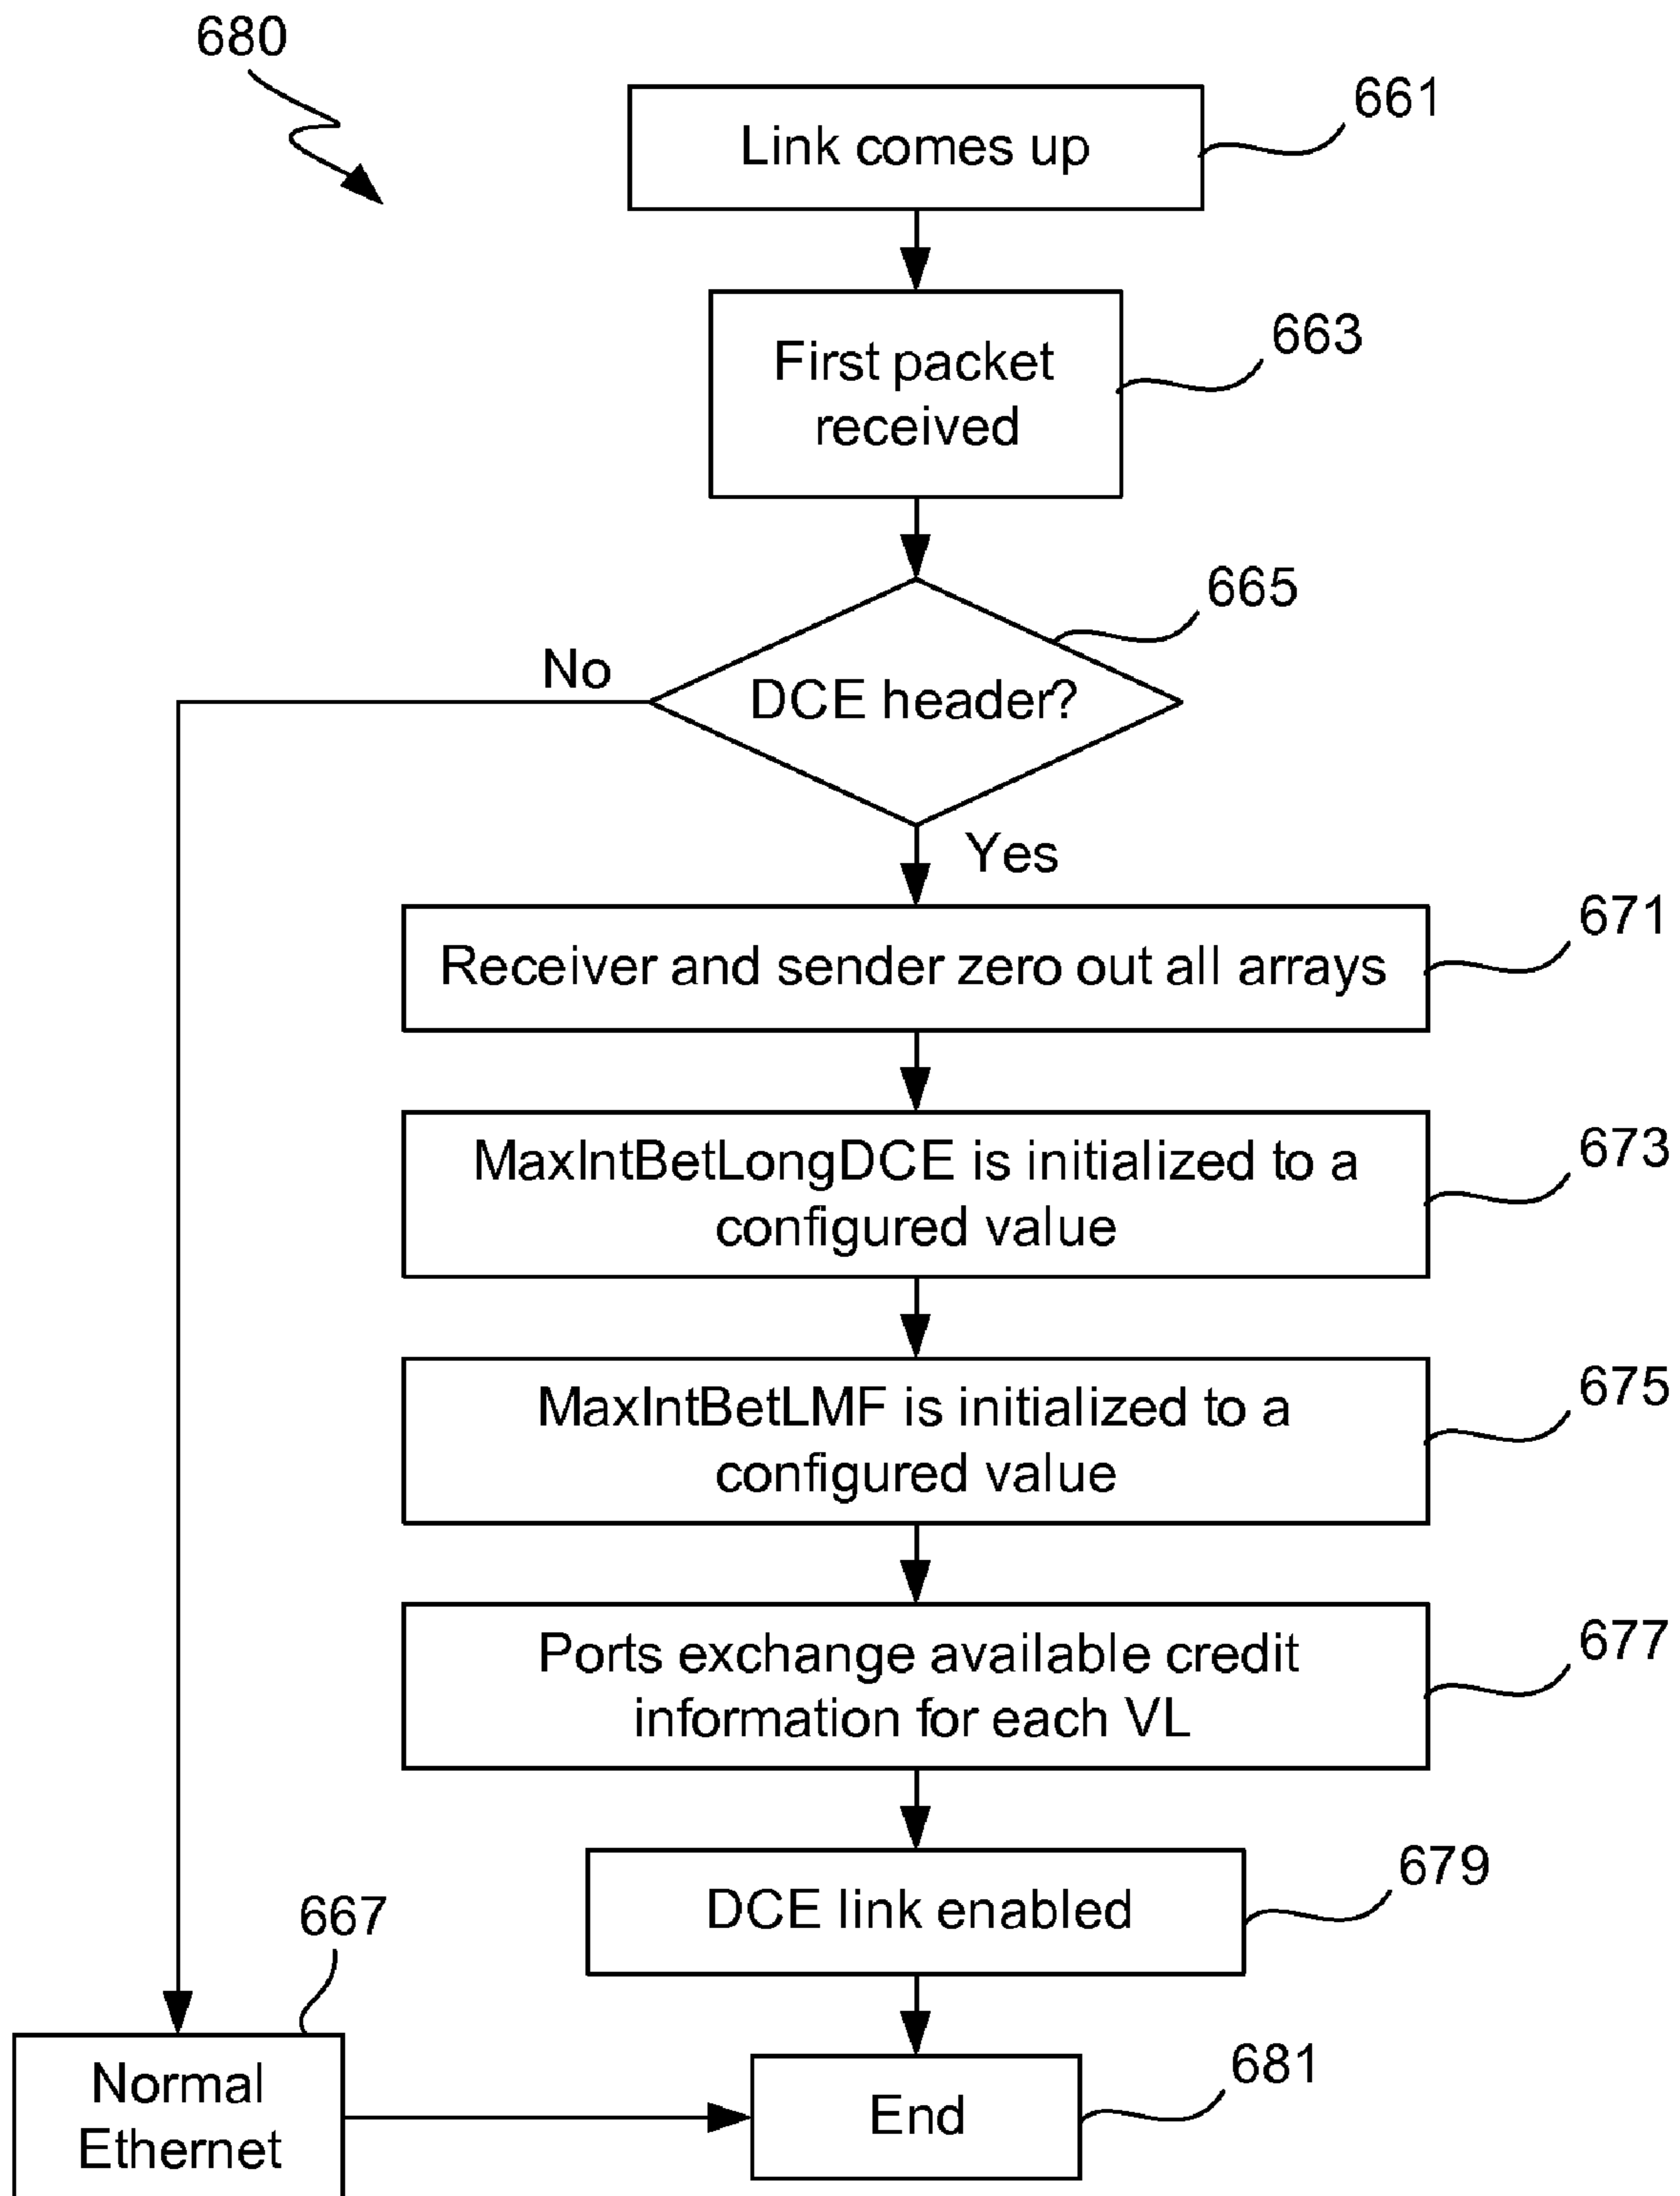 680
Link comes up
661
First packet
received
663
DCE header?
665
No
Yes
Receiver and sender zero out all arrays
671
MaxIntBetLongDCE is initialized to a
configured value
673
MaxIntBetLMF is initialized to a
configured value
675
Ports exchange available credit
information for each VL
677
DCE link enabled
679
667
Normal
Ethernet
End
681